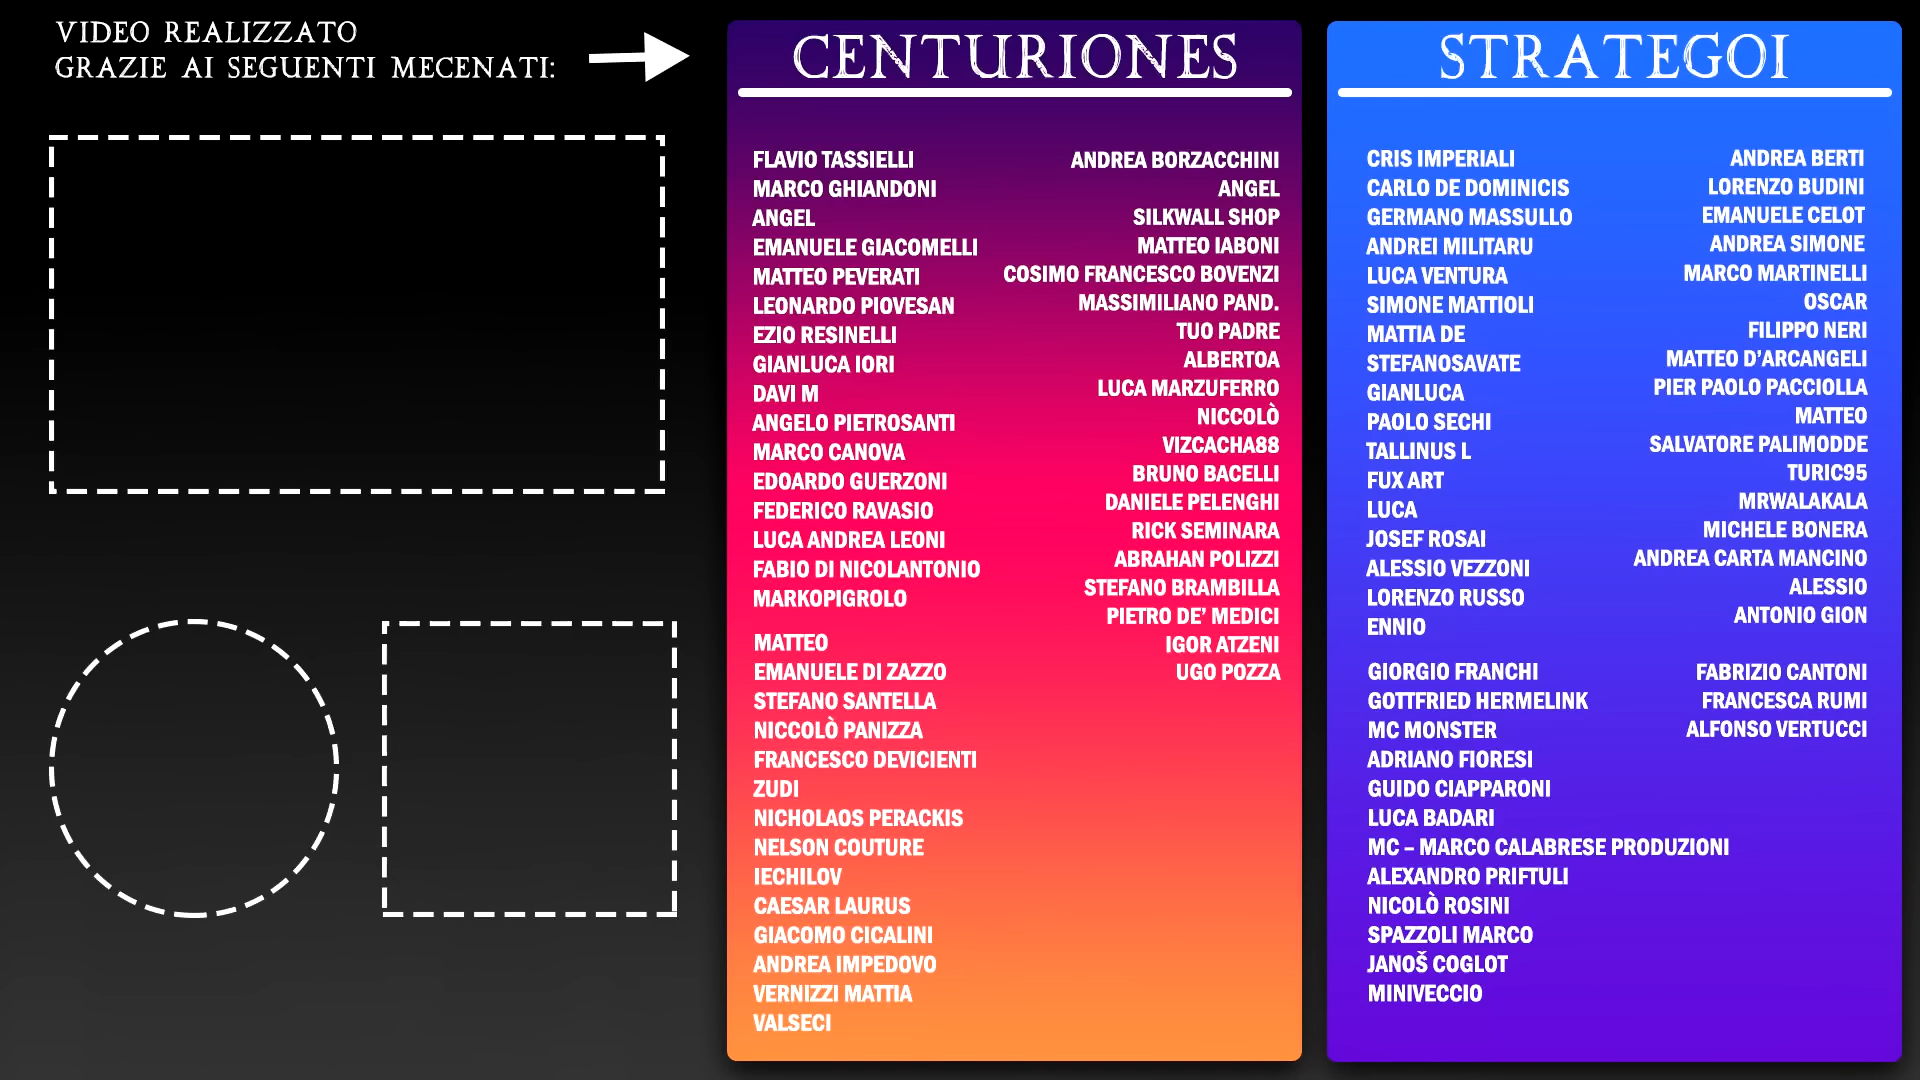 VIDEO REALIZZATO
GRAZIE AI SEGUENTI MECENATI:
CENTURIONES
FLAVIO TASSIELLI
MARCO GHIANDONI
ANGEL
EMANUELE GIACOMELLI
MATTEO PEVERATI
LEONARDO PIOVESAN
EZIO RESINELLI
GIANLUCA IORI
DAVI M
ANGELO PIETROSANTI
MARCO CANOVA
EDOARDO GUERZONI
FEDERICO RAVASIO
LUCA ANDREA LEONI
FABIO DI NICOLANTONIO
MARKOPIGROLO
MATTEO
EMANUELE DI ZAZZO
STEFANO SANTELLA
NICCOLÒ PANIZZA
FRANCESCO DEVICIENTI
ZUDI
NICHOLAOS PERACKIS
NELSON COUTURE
IECHILOV
CAESAR LAURUS
GIACOMO CICALINI
ANDREA IMPEDOVO
VERNIZZI MATTIA
VALSECI
ANDREA BORZACCHINI
ANGEL
SILKWALL SHOP
MATTEO IABONI
COSIMO FRANCESCO BOVENZI
MASSIMILIANO PAND.
TUO PADRE
ALBERTOA
LUCA MARZUFERRO
NICCOLÒ
VIZCACHA88
BRUNO BACELLI
DANIELE PELENGHI
RICK SEMINARA
ABRAHAN POLIZZI
STEFANO BRAMBILLA
PIETRO DE’ MEDICI
IGOR ATZENI
UGO POZZA
STRATEGOI
CRIS IMPERIALI
CARLO DE DOMINICIS
GERMANO MASSULLO
ANDREI MILITARU
LUCA VENTURA
SIMONE MATTIOLI
MATTIA DE
STEFANOSAVATE
GIANLUCA
PAOLO SECHI
TALLINUS L
FUX ART
LUCA
JOSEF ROSAI
ALESSIO VEZZONI
LORENZO RUSSO
ENNIO
GIORGIO FRANCHI
GOTTFRIED HERMELINK
MC MONSTER
ADRIANO FIORESI
GUIDO CIAPPARONI
LUCA BADARI
MC – MARCO CALABRESE PRODUZIONI
ALEXANDRO PRIFTULI
NICOLÒ ROSINI
SPAZZOLI MARCO
JANOŠ COGLOT
MINIVECCIO
ANDREA BERTI
LORENZO BUDINI
EMANUELE CELOT
ANDREA SIMONE
MARCO MARTINELLI
OSCAR
FILIPPO NERI
MATTEO D’ARCANGELI
PIER PAOLO PACCIOLLA
MATTEO
SALVATORE PALIMODDE
TURIC95
MRWALAKALA
MICHELE BONERA
ANDREA CARTA MANCINO
ALESSIO
ANTONIO GION
FABRIZIO CANTONI
FRANCESCA RUMI
ALFONSO VERTUCCI